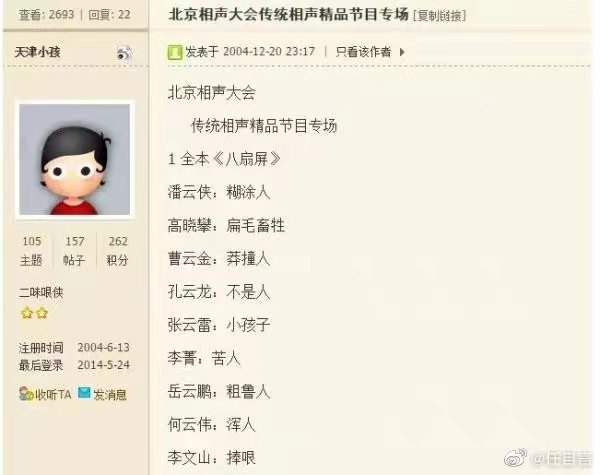 查看: 2693 | 回复: 22
北京相声大会传统相声精品节目专场 [复制链接]
天津小孩
发表于 2004-12-20 23:17 | 只看该作者
北京相声大会
传统相声精品节目专场
1 全本《八扇屏》
潘云侠：糊涂人
高晓攀：扁毛畜牲
曹云金：莽撞人
孔云龙：不是人
张云雷：小孩子
李菁：苦人
岳云鹏：粗鲁人
何云伟：浑人
李文山：捧哏
105 157 262
主题 帖子 积分
二味哏侠
注册时间 2004-6-13
最后登录 2014-5-24
收听TA 发消息